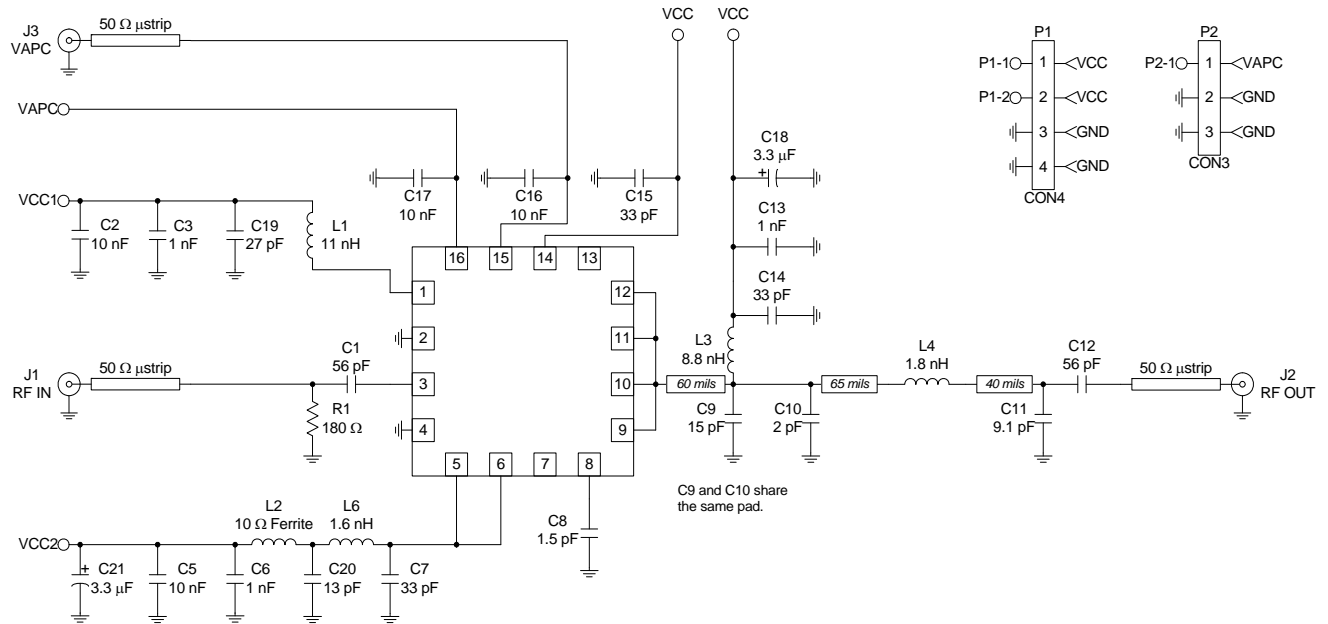 J3
VAPC
50 Ω μstrip
VCC
VCC
P1
P1-1
1
VCC
P1-2
2
VCC
3
GND
4
GND
CON4
P2
P2-1
1
VAPC
2
GND
3
GND
CON3
VAPC
C17
10 nF
C16
10 nF
C15
33 pF
C18
+
3.3 μF
C13
1 nF
C14
33 pF
VCC1
C2
10 nF
C3
1 nF
C19
27 pF
L1
11 nH
16
15
14
13
1
2
3
4
12
11
10
9
5
6
7
8
J1
RF IN
50 Ω μstrip
C1
56 pF
R1
180 Ω
L3
8.8 nH
60 mils
C9
15 pF
C10
2 pF
65 mils
L4
1.8 nH
40 mils
C11
9.1 pF
C12
56 pF
50 Ω μstrip
J2
RF OUT
C9 and C10 share
the same pad.
C8
1.5 pF
VCC2
L2
10 Ω Ferrite
L6
1.6 nH
+
C21
3.3 μF
C5
10 nF
C6
1 nF
C20
13 pF
C7
33 pF